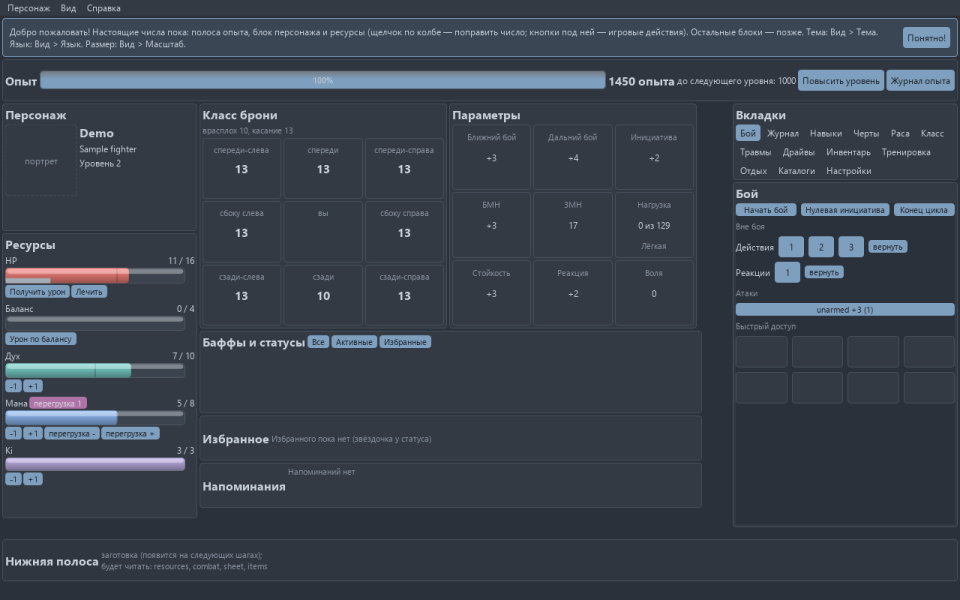 Персонаж Вид Справка
Добро пожаловать! Настоящие числа пока: полоса опыта, блок персонажа и ресурсы (щелчок по колбе — поправить число; кнопки под ней — игровые действия). Остальные блоки — позже. Тема: Вид > Тема.
Язык: Вид > Язык. Размер: Вид > Масштаб.
Понятно!
Опыт 100% 1450 опыта до следующего уровня: 1000 Повысить уровень Журнал опыта
Персонаж
портрет
Demo
Sample fighter
Уровень 2
Ресурсы
HP 11 / 16
Получить урон Лечить
Баланс 0 / 4
Урон по балансу
Дух 7 / 10
-1 +1
Мана перегрузка 1 5 / 8
-1 +1 перегрузка - перегрузка +
Ki 3 / 3
-1 +1
Класс брони
врасплох 10, касание 13
спереди-слева спереди спереди-справа
13 13 13
сбоку слева вы сбоку справа
13 13
сзади-слева сзади сзади-справа
13 10 13
Параметры
Ближний бой Дальний бой Инициатива
+3 +4 +2
БМН ЗМН Нагрузка
+3 17 0 из 129
Лёгкая
Стойкость Реакция Воля
+3 +2 0
Баффы и статусы Все Активные Избранные
Избранное Избранного пока нет (звёздочка у статуса)
Напоминаний нет
Напоминания
Вкладки
Бой Журнал Навыки Черты Раса Класс
Травмы Драйвы Инвентарь Тренировка
Отдых Каталоги Настройки
Бой
Начать бой Нулевая инициатива Конец цикла
Вне боя
Действия 1 2 3 вернуть
Реакции 1 вернуть
Атаки
unarmed +3 (1)
Быстрый доступ
Нижняя полоса
заготовка (появится на следующих шагах);
будет читать: resources, combat, sheet, items